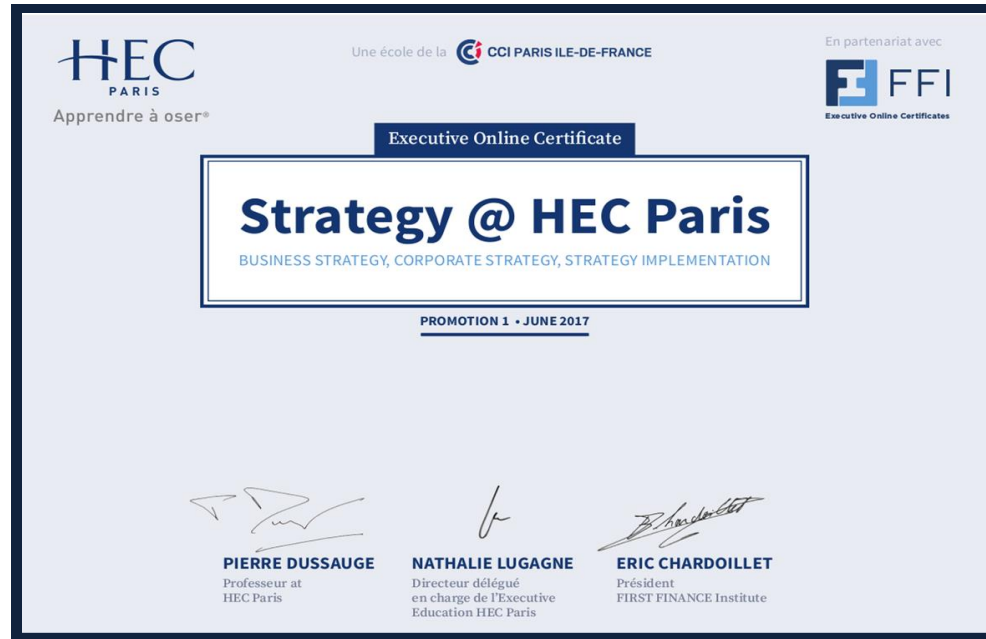 HEC
PARIS
Apprendre à oser®
Une école de la CCI PARIS ILE-DE-FRANCE
En partenariat avec
FFI
Executive Online Certificates
Executive Online Certificate
Strategy @ HEC Paris
BUSINESS STRATEGY, CORPORATE STRATEGY, STRATEGY IMPLEMENTATION
PROMOTION 1 • JUNE 2017
PIERRE DUSSAUGE
Professeur at
HEC Paris
NATHALIE LUGAGNE
Directeur délégué
en charge de l'Executive
Education HEC Paris
ERIC CHARDOILLET
Président
FIRST FINANCE Institute